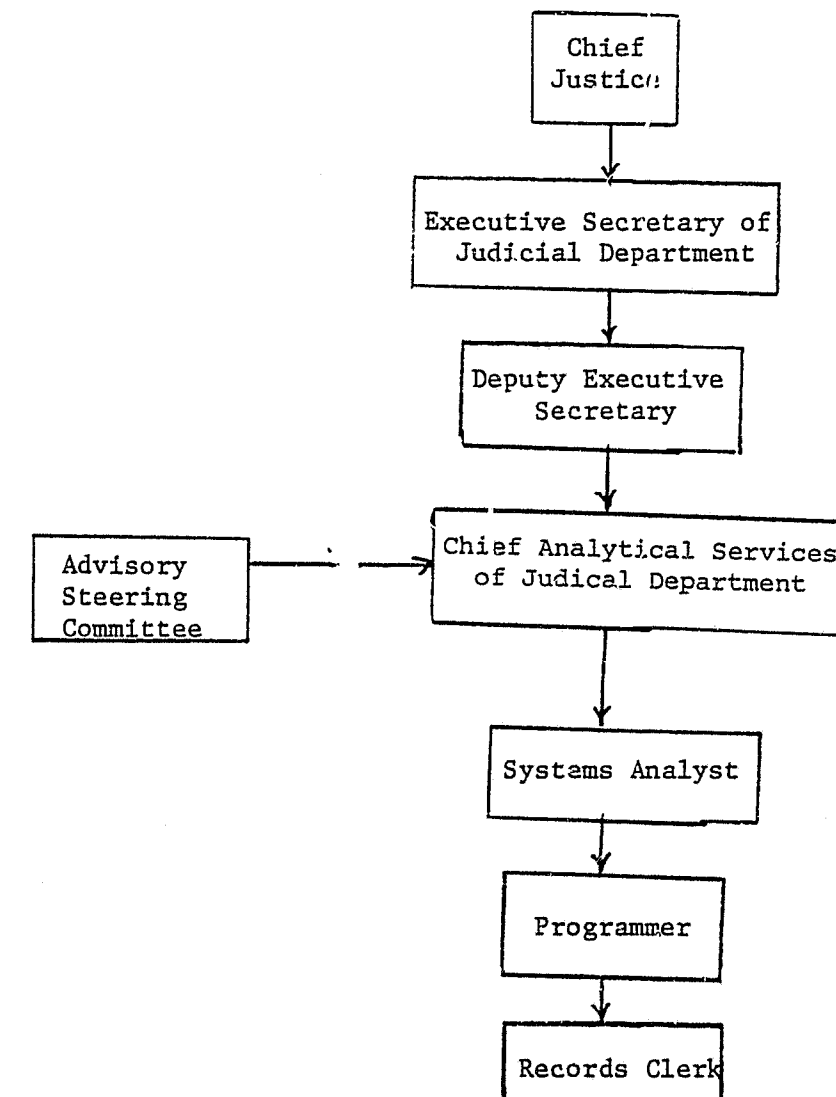 Chief
Justice
Executive Secretary of
Judicial Department
Deputy Executive
Secretary
Advisory
Steering
Committee
Chief Analytical Services
of Judical Department
Systems Analyst
Programmer
Records Clerk